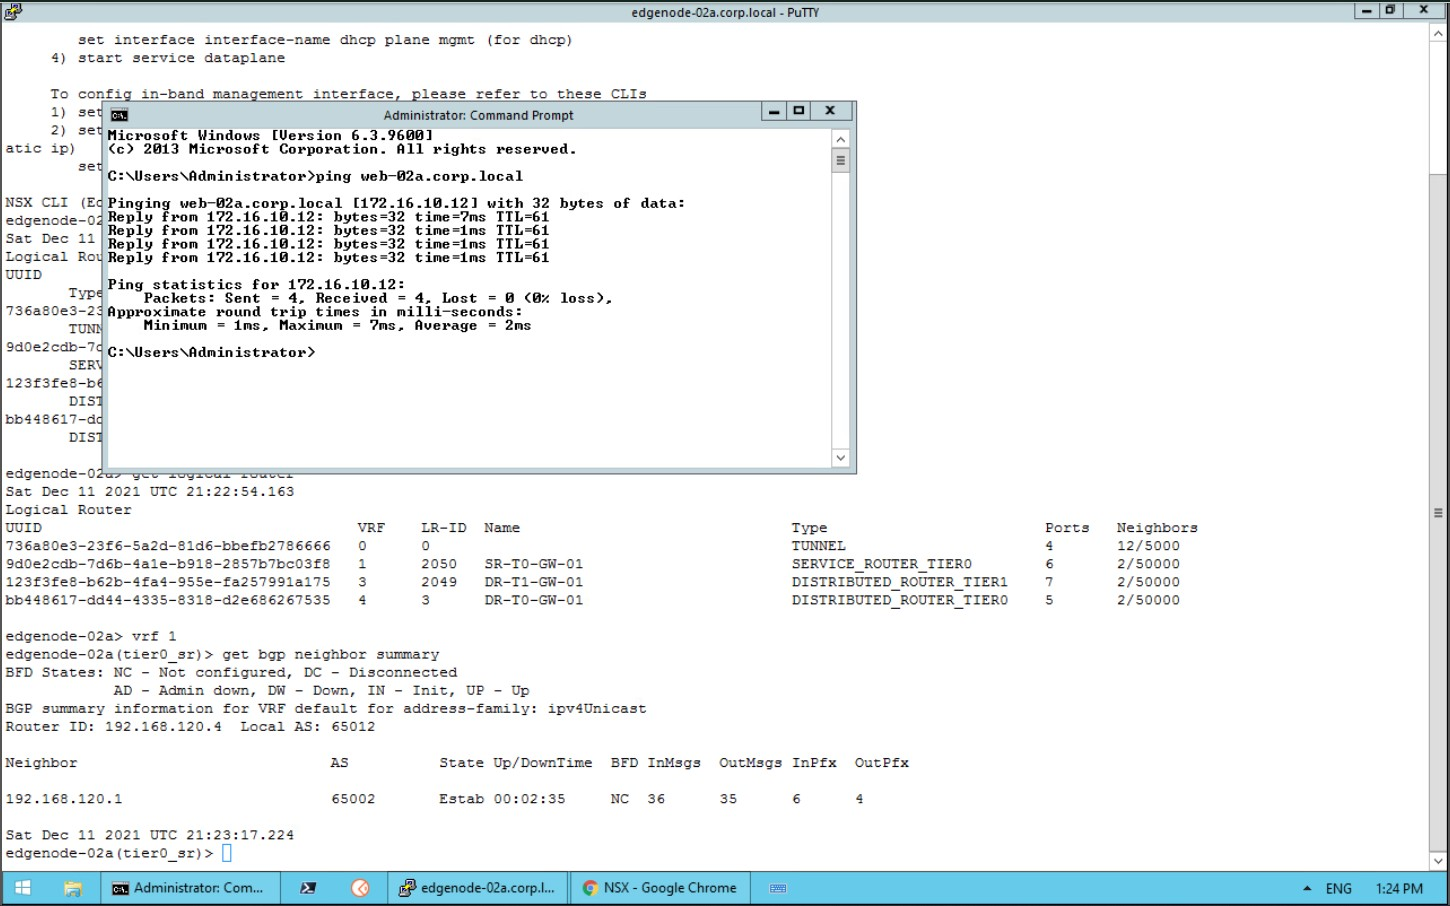 edgenode-02a.corp.local - PuTTY
set interface interface-name dhcp plane mgmt (for dhcp)
4) start service dataplane
To config in-band management interface, please refer to these CLIs
1) set
2) set
atic ip)
set
NSX CLI (Ed
edgenode-02
Sat Dec 11
Logical Rou
UUID
Type
736a80e3-23
TUNN
9d0e2cdb-7d
SERV
123f3fe8-b6
DIST
bb448617-dd
DIST
Administrator: Command Prompt
Microsoft Windows [Version 6.3.9600]
(c) 2013 Microsoft Corporation. All rights reserved.
C:\Users\Administrator>ping web-02a.corp.local
Pinging web-02a.corp.local [172.16.10.12] with 32 bytes of data:
Reply from 172.16.10.12: bytes=32 time=7ms TTL=61
Reply from 172.16.10.12: bytes=32 time=1ms TTL=61
Reply from 172.16.10.12: bytes=32 time=1ms TTL=61
Reply from 172.16.10.12: bytes=32 time=1ms TTL=61
Ping statistics for 172.16.10.12:
Packets: Sent = 4, Received = 4, Lost = 0 (0% loss),
Approximate round trip times in milli-seconds:
Minimum = 1ms, Maximum = 7ms, Average = 2ms
C:\Users\Administrator>
edgenode-02a> get logical-router
Sat Dec 11 2021 UTC 21:22:54.163
Logical Router
UUID VRF LR-ID Name Type Ports Neighbors
736a80e3-23f6-5a2d-81d6-bbefb2786666 0 0 TUNNEL 4 12/5000
9d0e2cdb-7d6b-4a1e-b918-2857b7bc03f8 1 2050 SR-T0-GW-01 SERVICE_ROUTER_TIER0 6 2/50000
123f3fe8-b62b-4fa4-955e-fa257991a175 3 2049 DR-T1-GW-01 DISTRIBUTED_ROUTER_TIER1 7 2/50000
bb448617-dd44-4335-8318-d2e686267535 4 3 DR-T0-GW-01 DISTRIBUTED_ROUTER_TIER0 5 2/50000
edgenode-02a> vrf 1
edgenode-02a(tier0_sr)> get bgp neighbor summary
BFD States: NC - Not configured, DC - Disconnected
AD - Admin down, DW - Down, IN - Init, UP - Up
BGP summary information for VRF default for address-family: ipv4Unicast
Router ID: 192.168.120.4 Local AS: 65012
Neighbor AS State Up/DownTime BFD InMsgs OutMsgs InPfx OutPfx
192.168.120.1 65002 Estab 00:02:35 NC 36 35 6 4
Sat Dec 11 2021 UTC 21:23:17.224
edgenode-02a(tier0_sr)>
Administrator: Com... edgenode-02a.corp.l... NSX - Google Chrome ENG 1:24 PM